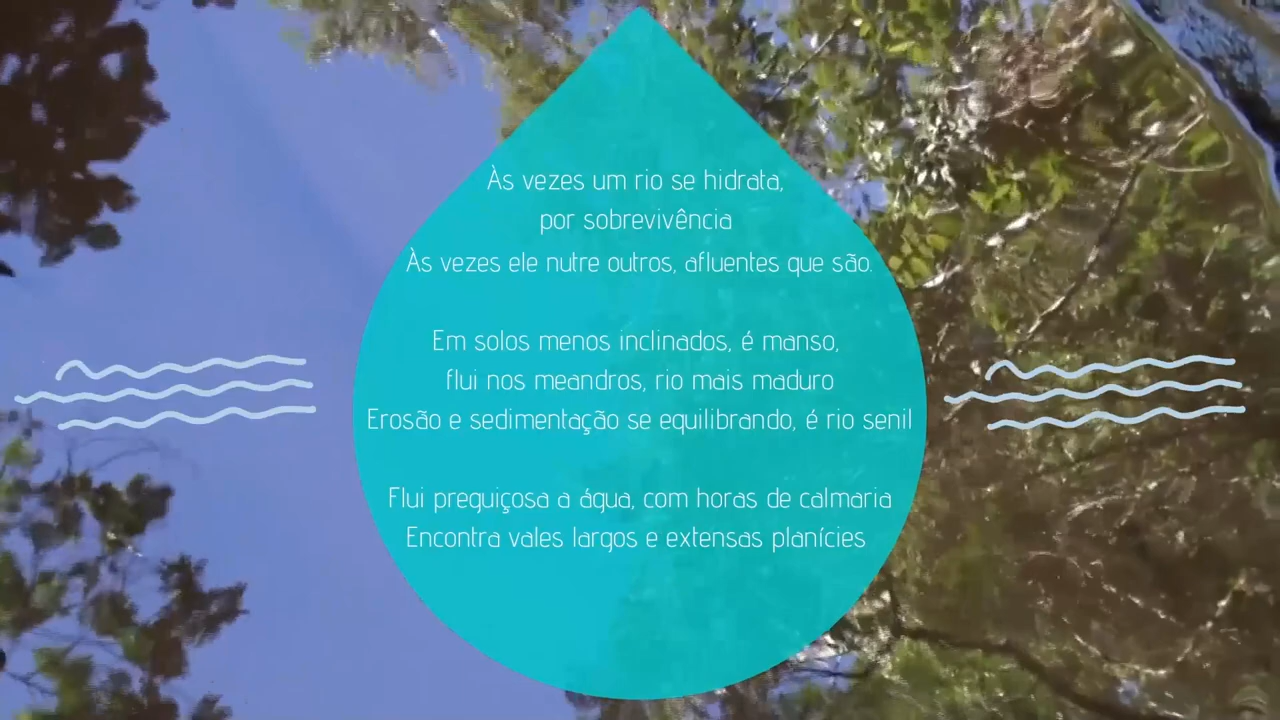 Às vezes um rio se hidrata,
por sobrevivência
Às vezes ele nutre outros, afluentes que são.
Em solos menos inclinados, é manso,
flui nos meandros, rio mais maduro
Erosão e sedimentação se equilibrando, é rio senil
Flui preguiçosa a água, com horas de calmaria
Encontra vales largos e extensas planícies